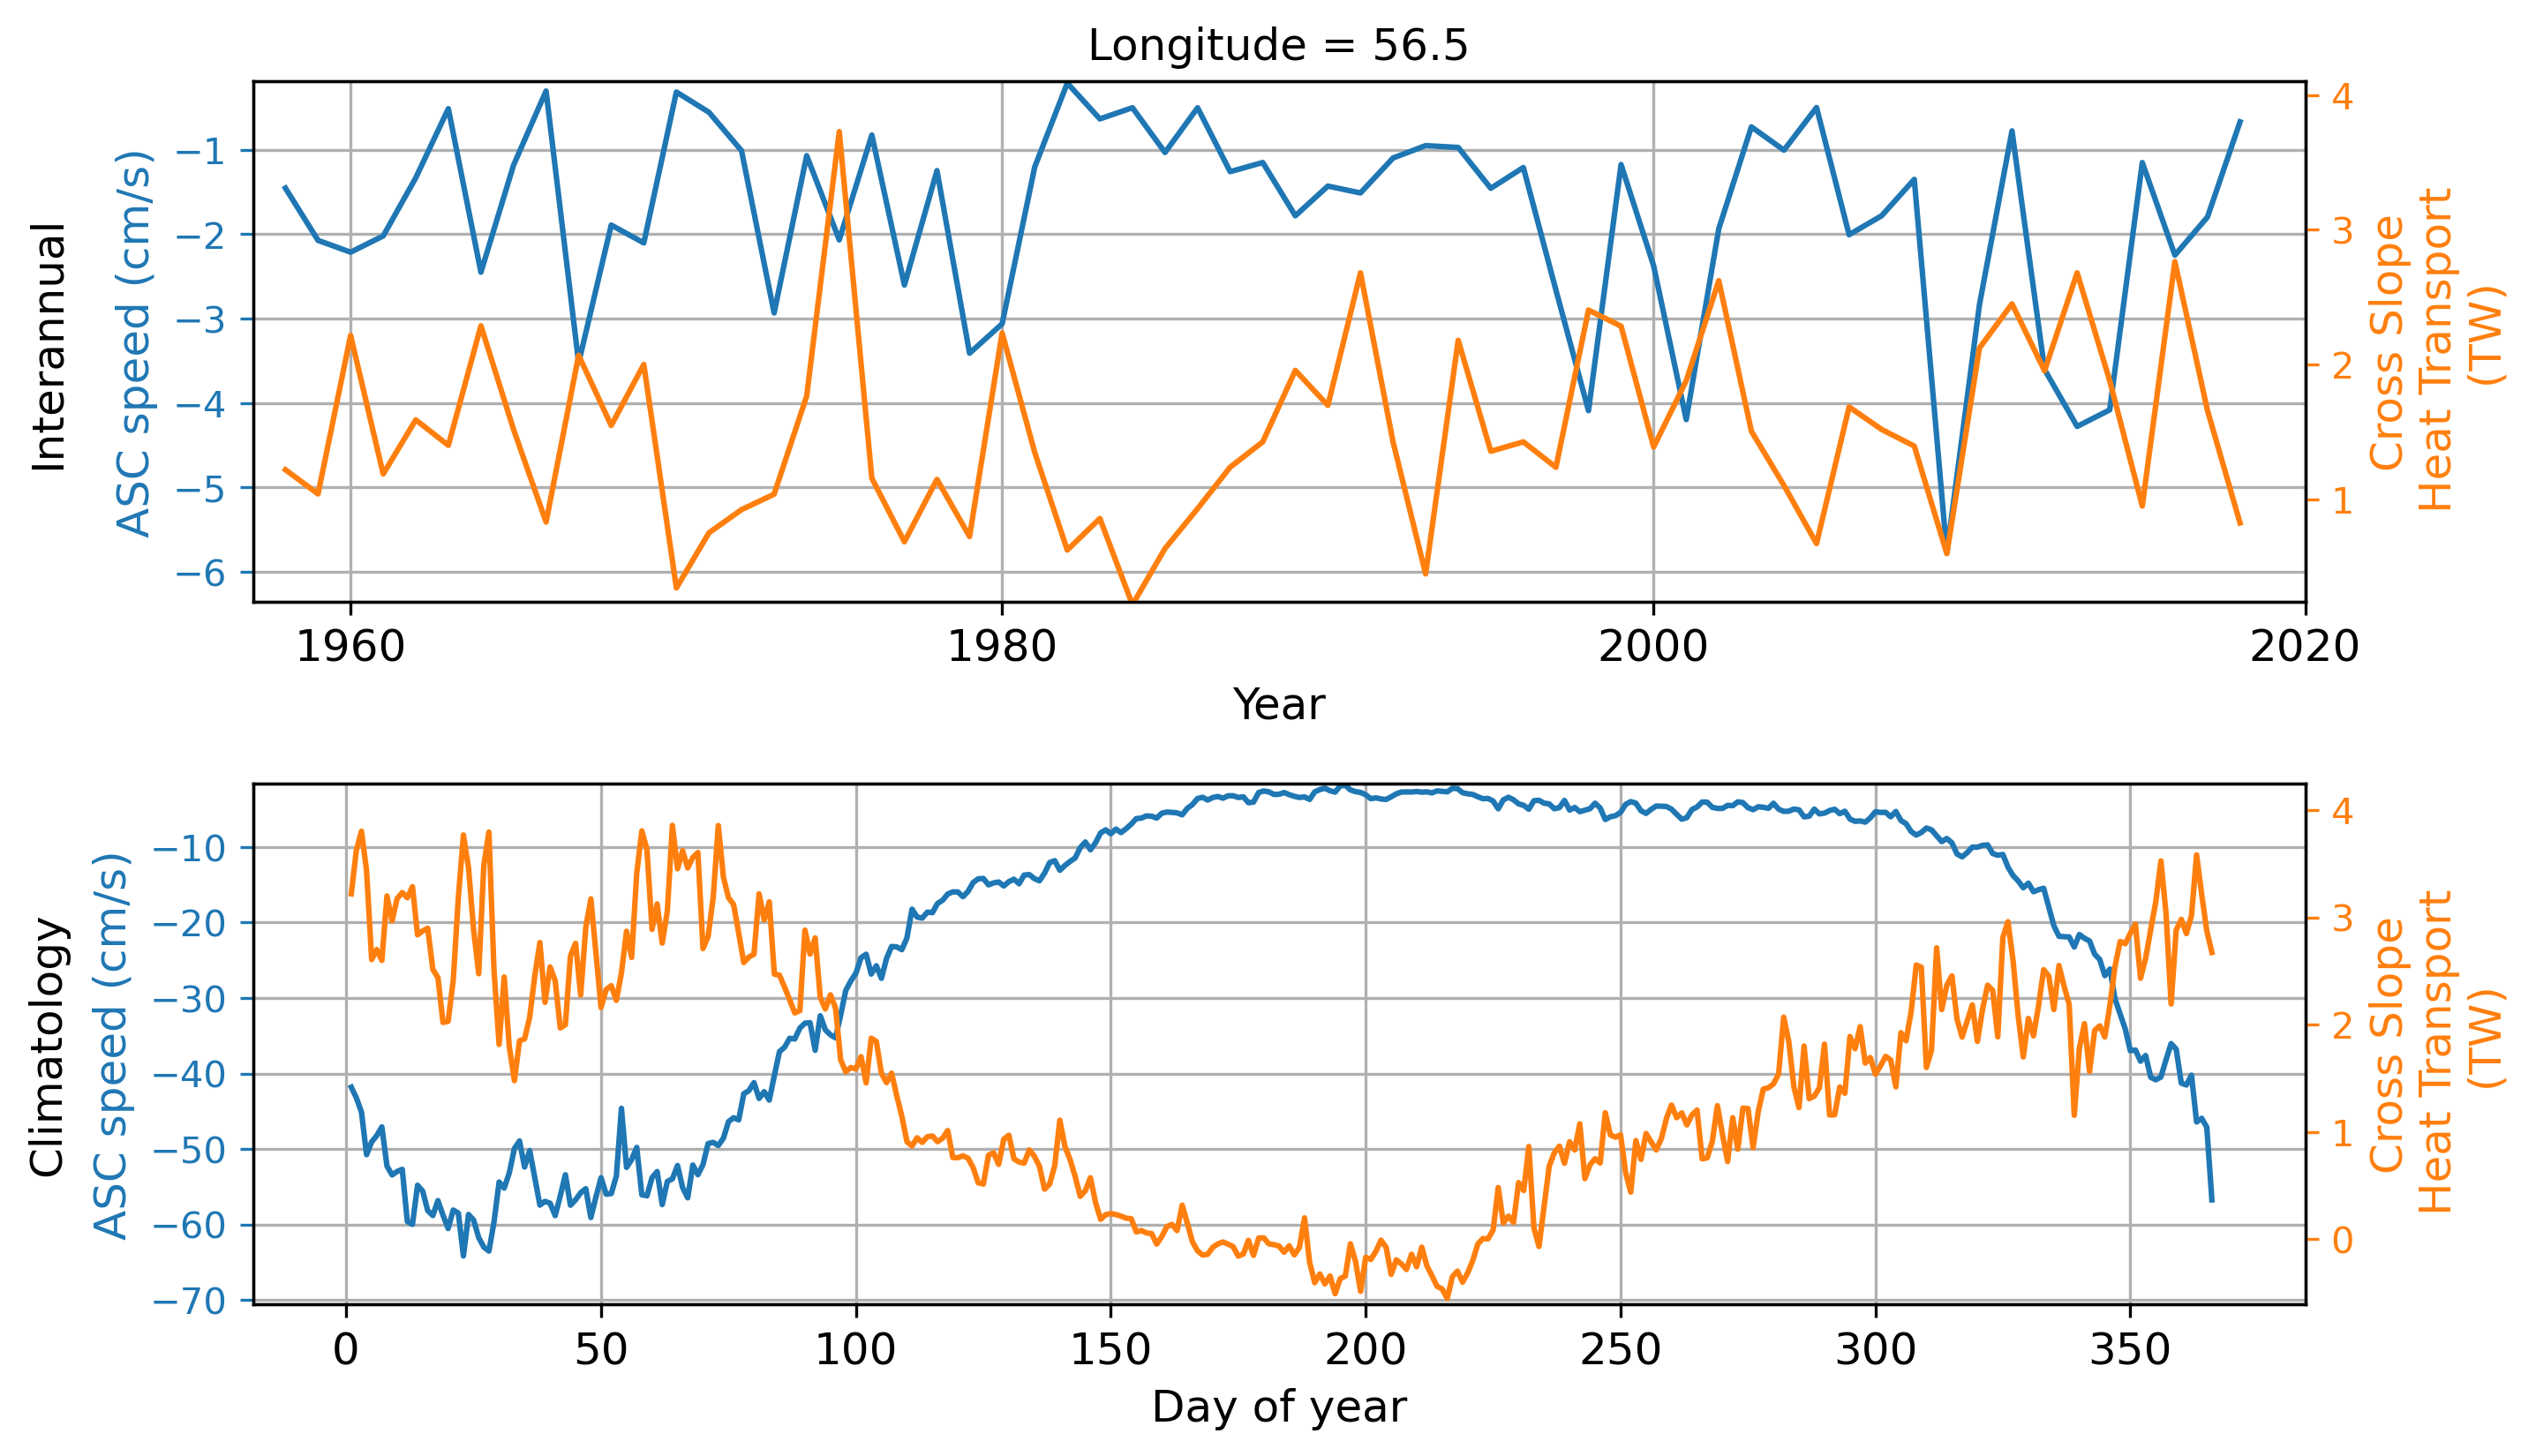 Longitude = 56.5
Interannual
ASC speed (cm/s)
−1
−2
−3
−4
−5
−6
4
3
2
1
Cross Slope
Heat Transport
(TW)
1960
1980
2000
2020
Year
Climatology
ASC speed (cm/s)
−10
−20
−30
−40
−50
−60
−70
4
3
2
1
0
Cross Slope
Heat Transport
(TW)
0
50
100
150
200
250
300
350
Day of year